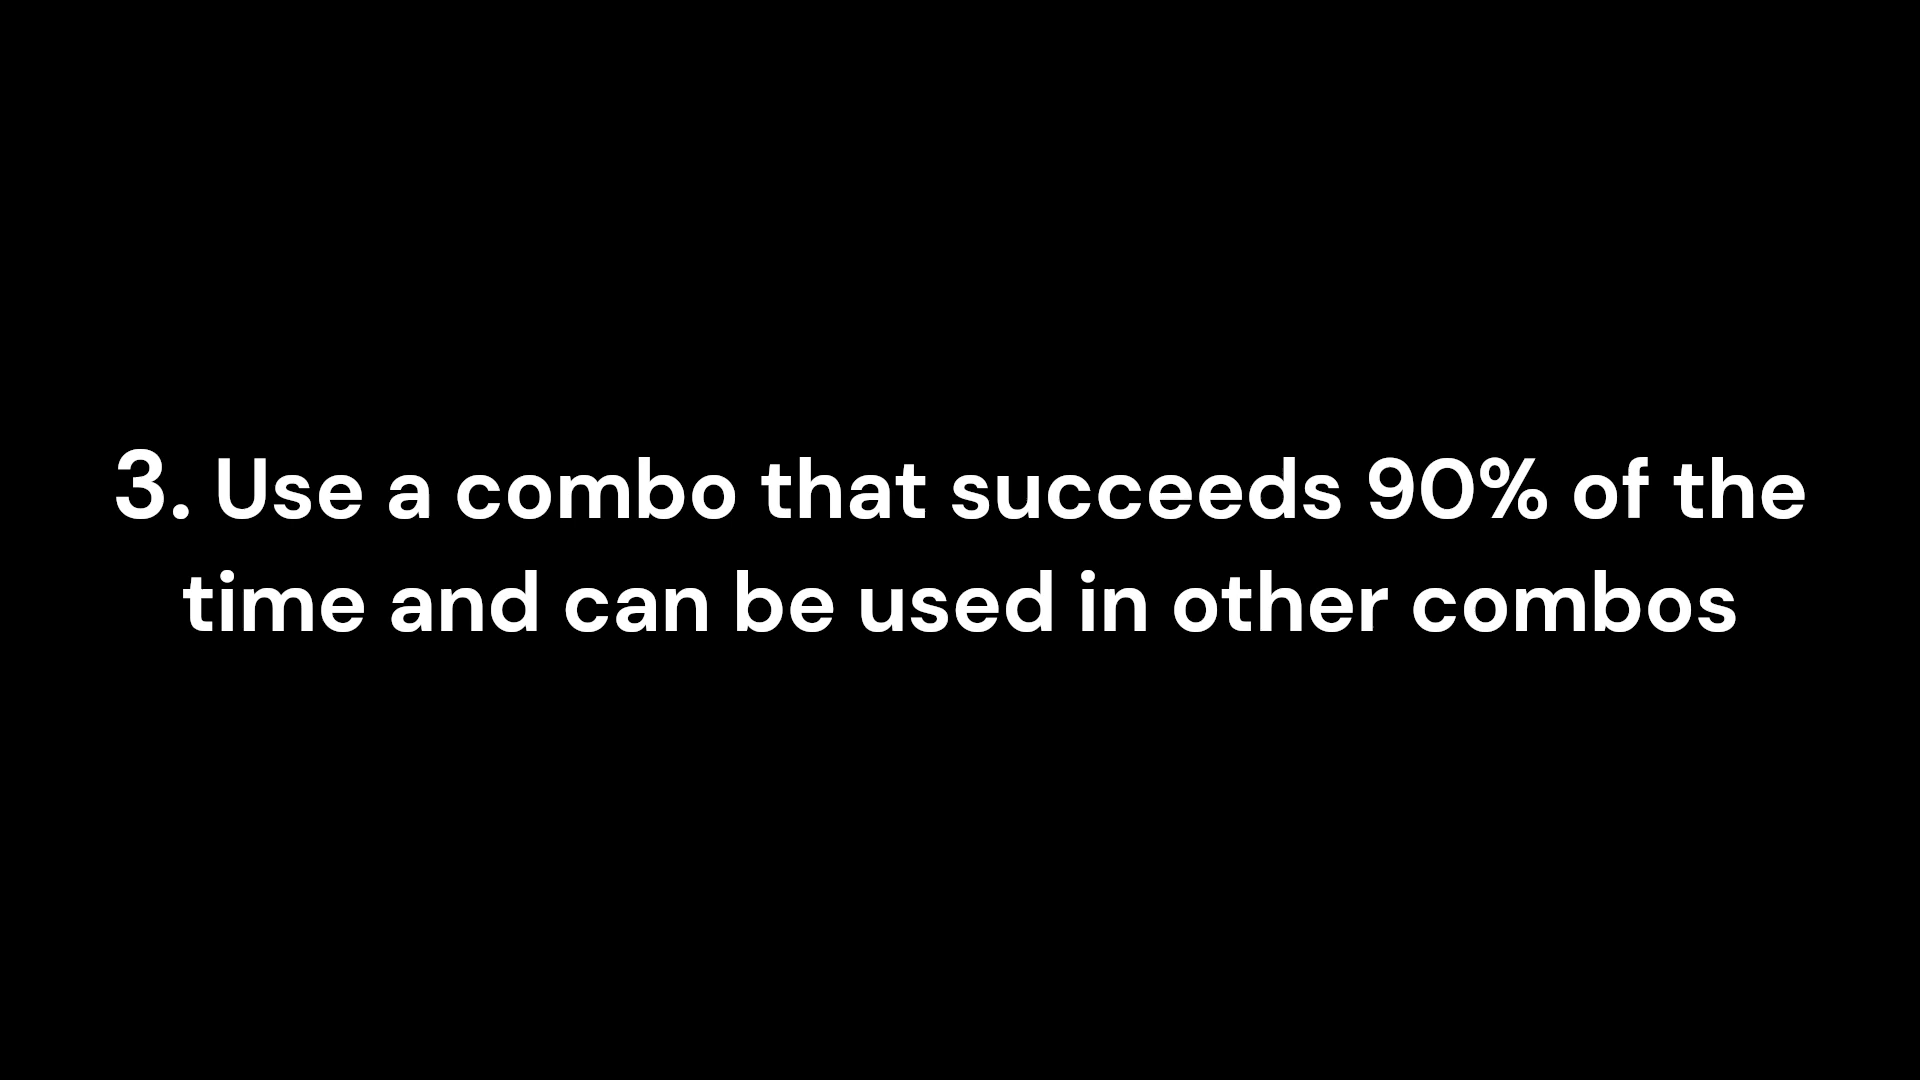 3. Use a combo that succeeds 90% of the
time and can be used in other combos